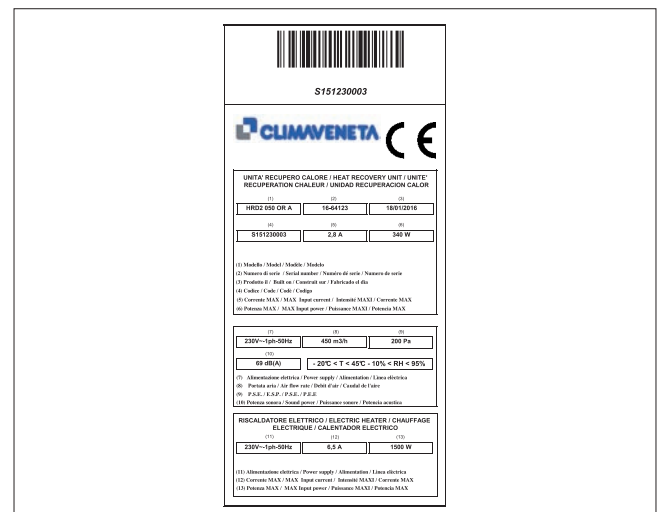 S151230003
CLIMAVENETA CE
UNITA' RECUPERO CALORE / HEAT RECOVERY UNIT / UNITE'
RECUPERATION CHALEUR / UNIDAD RECUPERACION CALOR
(1) (2) (3)
HRD2 050 OR A 16-64123 18/01/2016
(4) (5) (6)
S151230003 2,8 A 340 W
(1) Modello / Model / Modèle / Modelo
(2) Numero di serie / Serial number / Numéro dé serie / Numero de serie
(3) Prodotto il / Built on / Construit sur / Fabricado el dia
(4) Codice / Code / Codé / Codigo
(5) Corrente MAX / MAX Input current / Intensité MAXI / Corrente MAX
(6) Potenza MAX / MAX Input power / Puissance MAXI / Potencia MAX
(7) (8) (9)
230V~-1ph-50Hz 450 m3/h 200 Pa
(10)
69 dB(A) - 20°C < T < 45°C - 10% < RH < 95%
(7) Alimentazione elettrica / Power supply / Alimentation / Linea elèctrica
(8) Portata aria / Air flow rate / Debit d'air / Caudal de l'aire
(9) P.S.E. / E.S.P. / P.S.E. / P.E.E
(10) Potenza sonora / Sound power / Puissance sonore / Potencia acustica
RISCALDATORE ELETTRICO / ELECTRIC HEATER / CHAUFFAGE
ELECTRIQUE / CALENTADOR ELECTRICO
(11) (12) (13)
230V~-1ph-50Hz 6,5 A 1500 W
(11) Alimentazione elettrica / Power supply / Alimentation / Linea elèctrica
(12) Corrente MAX / MAX Input current / Intensité MAXI / Corrente MAX
(13) Potenza MAX / MAX Input power / Puissance MAXI / Potencia MAX